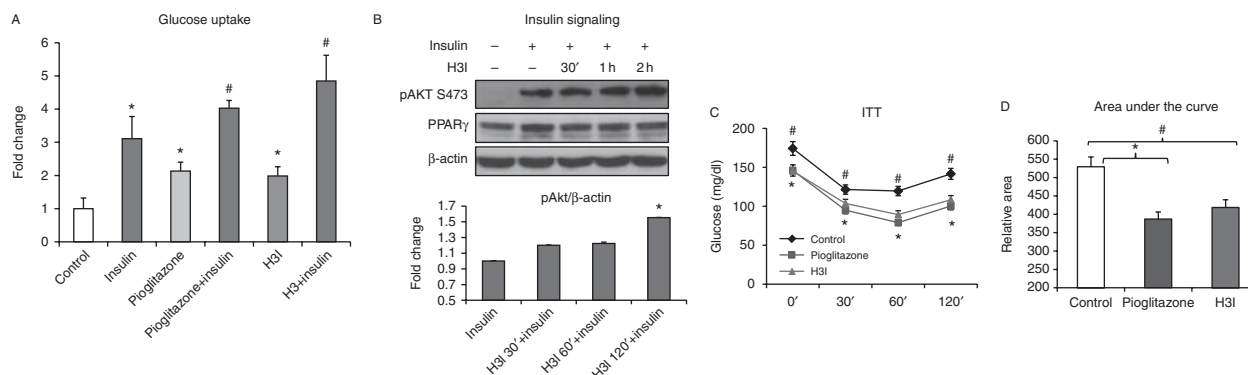 A
Glucose uptake
Fold change
6
5
4
3
2
1
0
*
*
#
*
#
Control
Insulin
Pioglitazone
Pioglitazone+insulin
H3I
H3+insulin
B
Insulin signaling
Insulin – + + + +
H3I – – 30′ 1 h 2 h
pAKT S473
PPARγ
β-actin
pAkt/β-actin
Fold change
1.7
1.5
1.3
1.1
0.9
0.7
0.5
*
Insulin
H3I 30′+insulin
H3I 60′+insulin
H3I 120′+insulin
C
ITT
Glucose (mg/dl)
200
150
100
50
0
# # # #
* * * *
Control
Pioglitazone
H3I
0′ 30′ 60′ 120′
D
Area under the curve
Relative area
600
550
500
450
400
350
300
250
200
#
*
Control Pioglitazone H3I